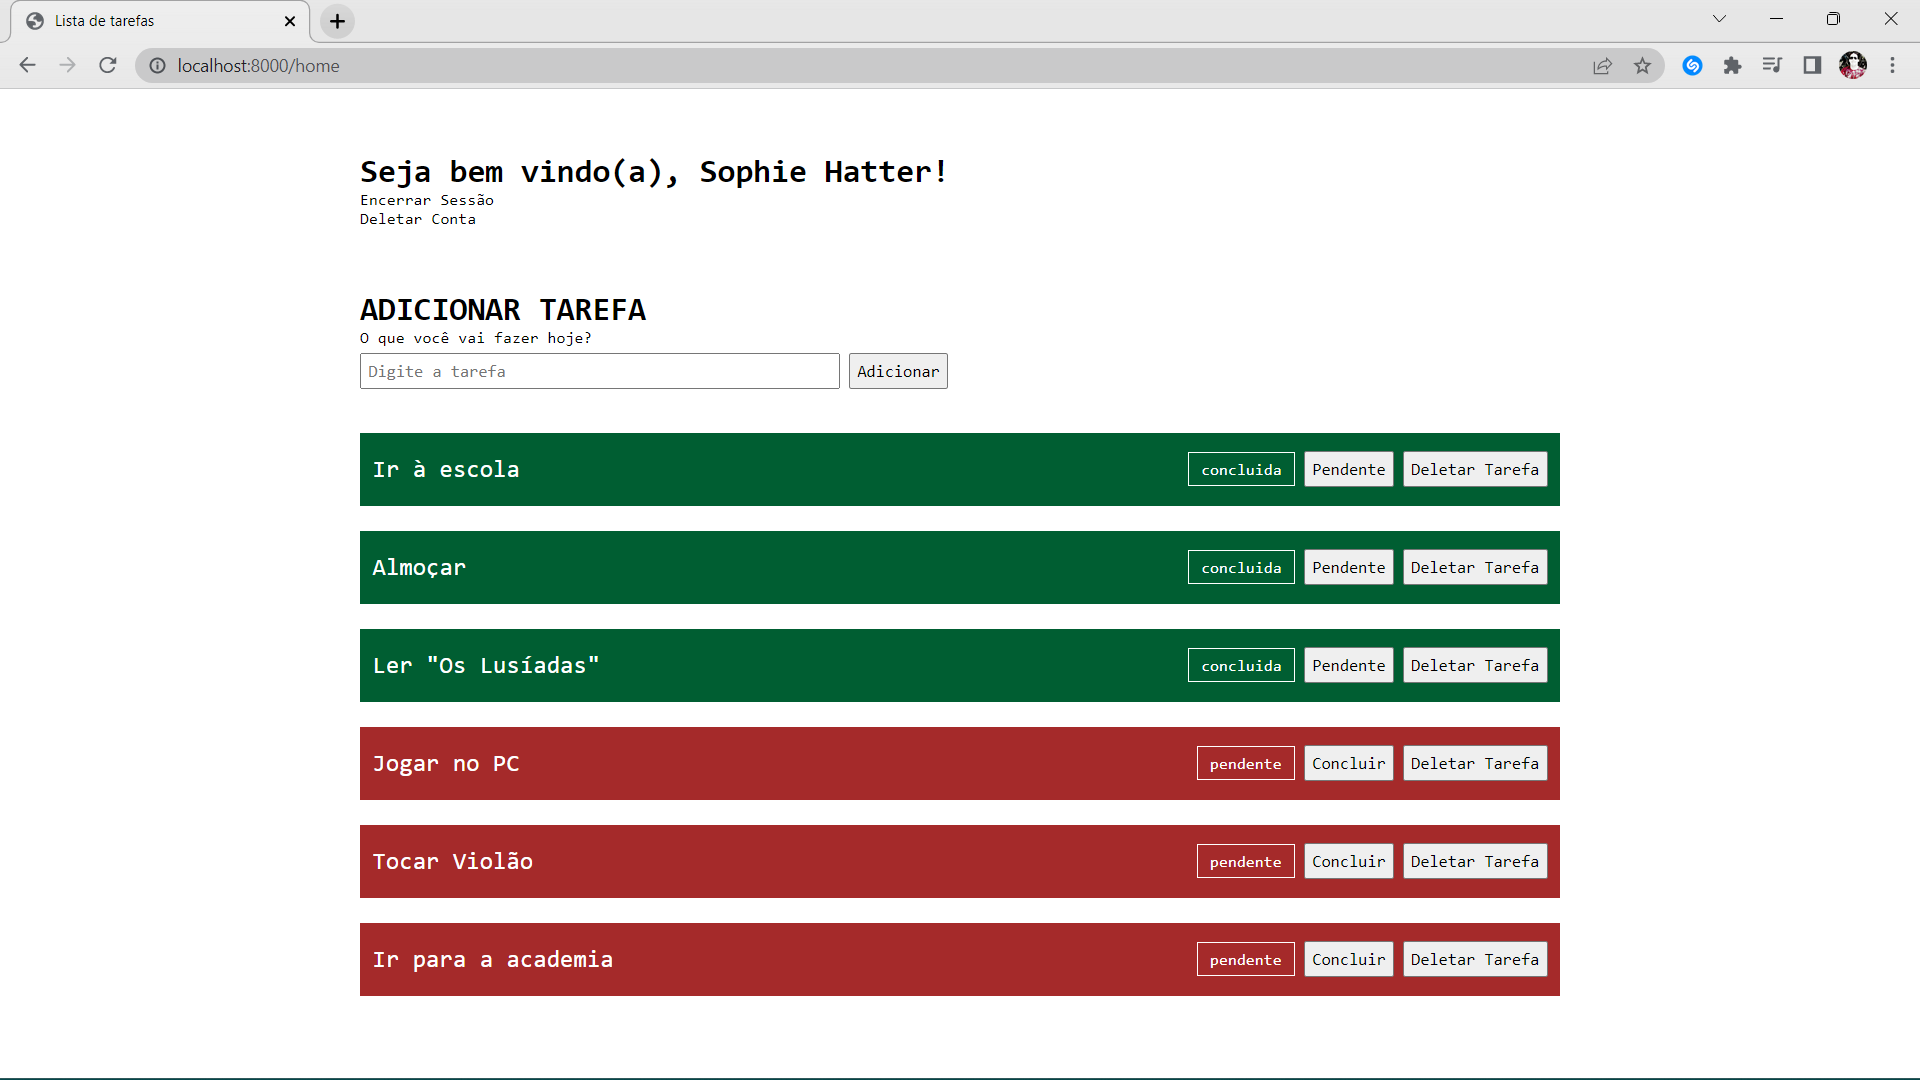 Lista de tarefas
localhost:8000/home
Seja bem vindo(a), Sophie Hatter!
Encerrar Sessão
Deletar Conta
ADICIONAR TAREFA
O que você vai fazer hoje?
Digite a tarefa Adicionar
Ir à escola concluida Pendente Deletar Tarefa
Almoçar concluida Pendente Deletar Tarefa
Ler "Os Lusíadas" concluida Pendente Deletar Tarefa
Jogar no PC pendente Concluir Deletar Tarefa
Tocar Violão pendente Concluir Deletar Tarefa
Ir para a academia pendente Concluir Deletar Tarefa